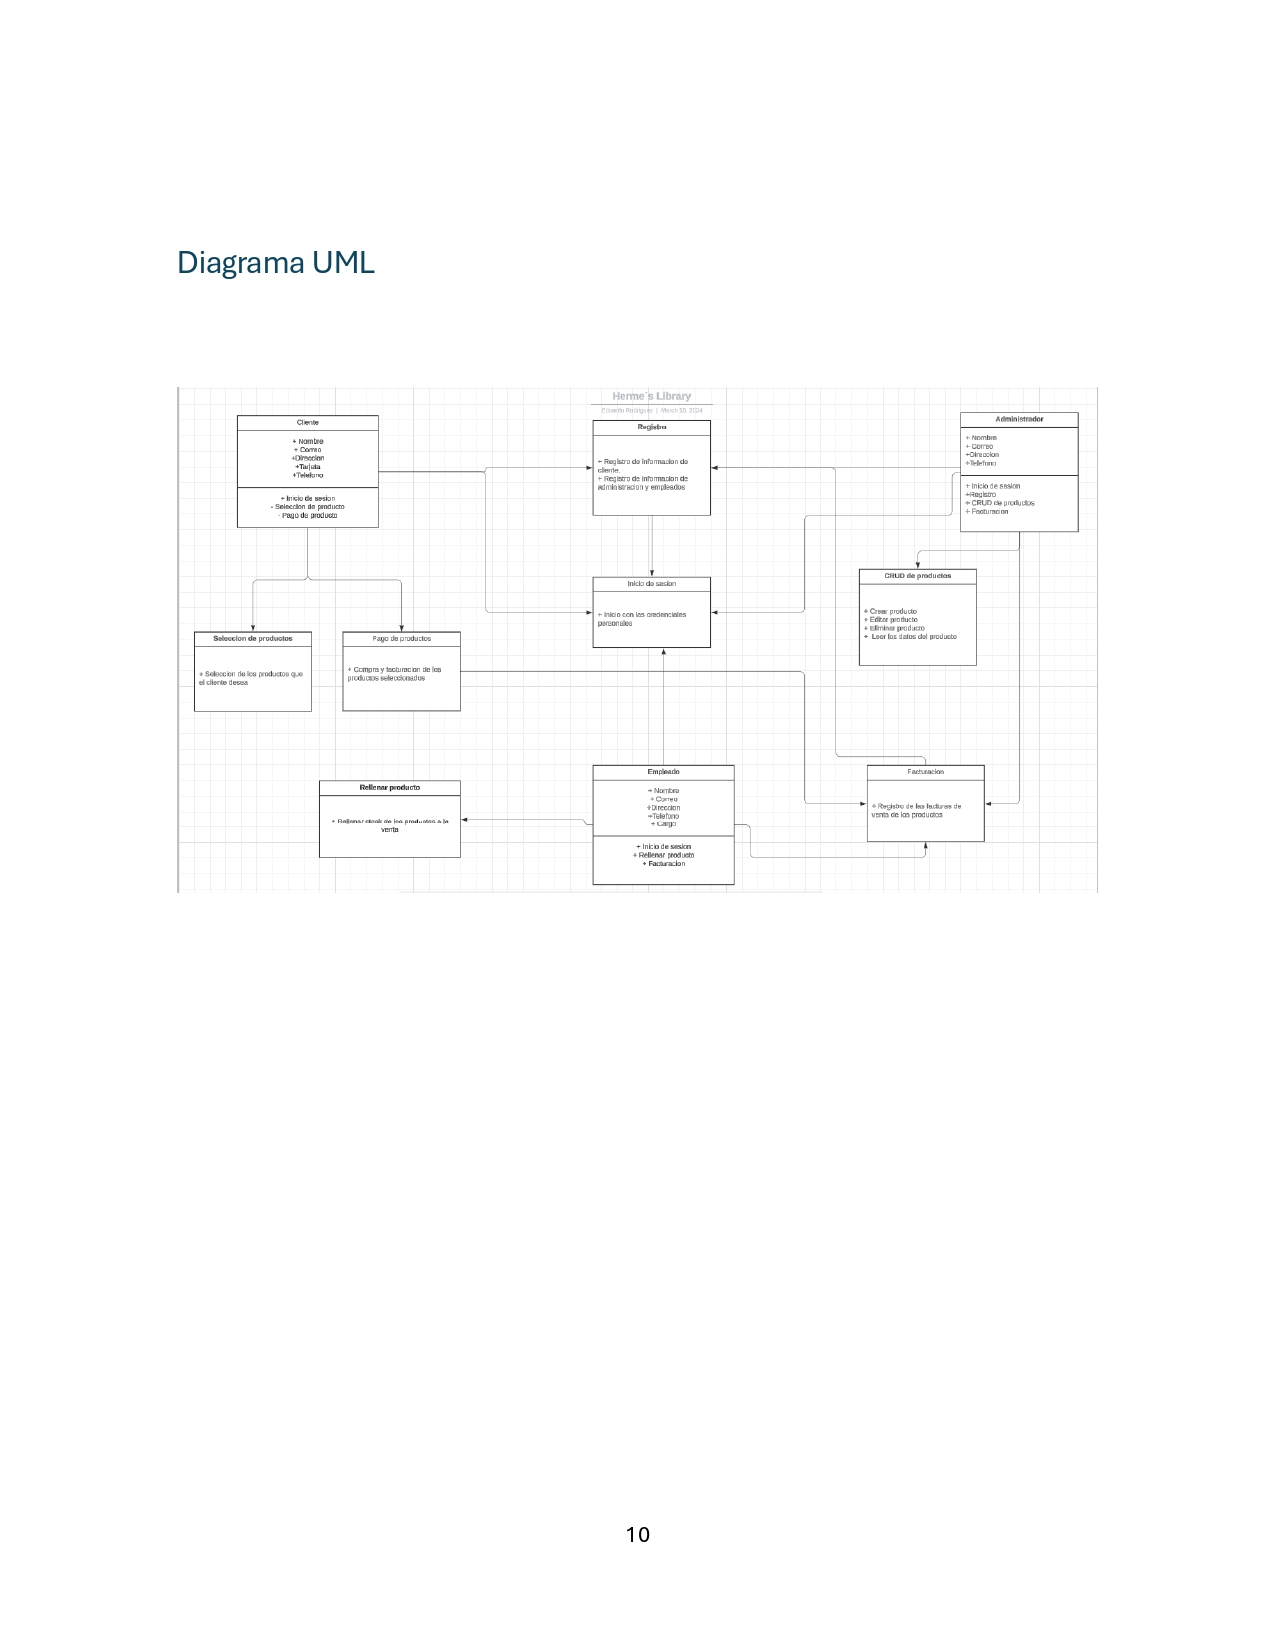 Diagrama UML
Herme´s Library
Eduardo Rodriguez | March 10, 2024
Cliente
+ Nombre
+ Correo
+Direccion
+Tarjeta
+Telefono
+ Inicio de sesion
- Seleccion de producto
- Pago de producto
Registro
+ Registro de informacion de
cliente.
+ Registro de informacion de
administracion y empleados
Administrador
+ Nombre
+ Correo
+Direccion
+Telefono
+ Inicio de sesion
+Registro
+ CRUD de productos
+ Facturacion
Inicio de sesion
+ Inicio con las credenciales
personales
CRUD de productos
+ Crear producto
+ Editar producto
+ Eliminar producto
+ Leer los datos del producto
Seleccion de productos
+ Seleccion de los productos que
el cliente desea
Pago de productos
+ Compra y facturacion de los
productos seleccionados
Rellenar producto
+ Rellenar stock de los productos a la
venta
Empleado
+ Nombre
+ Correo
+Direccion
+Telefono
+ Cargo
+ Inicio de sesion
+ Rellenar producto
+ Facturacion
Facturacion
+ Registro de las facturas de
venta de los productos
10